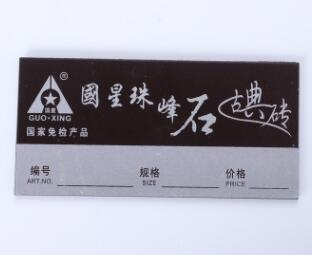 ®
国星
GUO-XING
國星珠峰石古典砖
国家免检产品
编号 规格 价格
ART.NO. SIZE PRICE